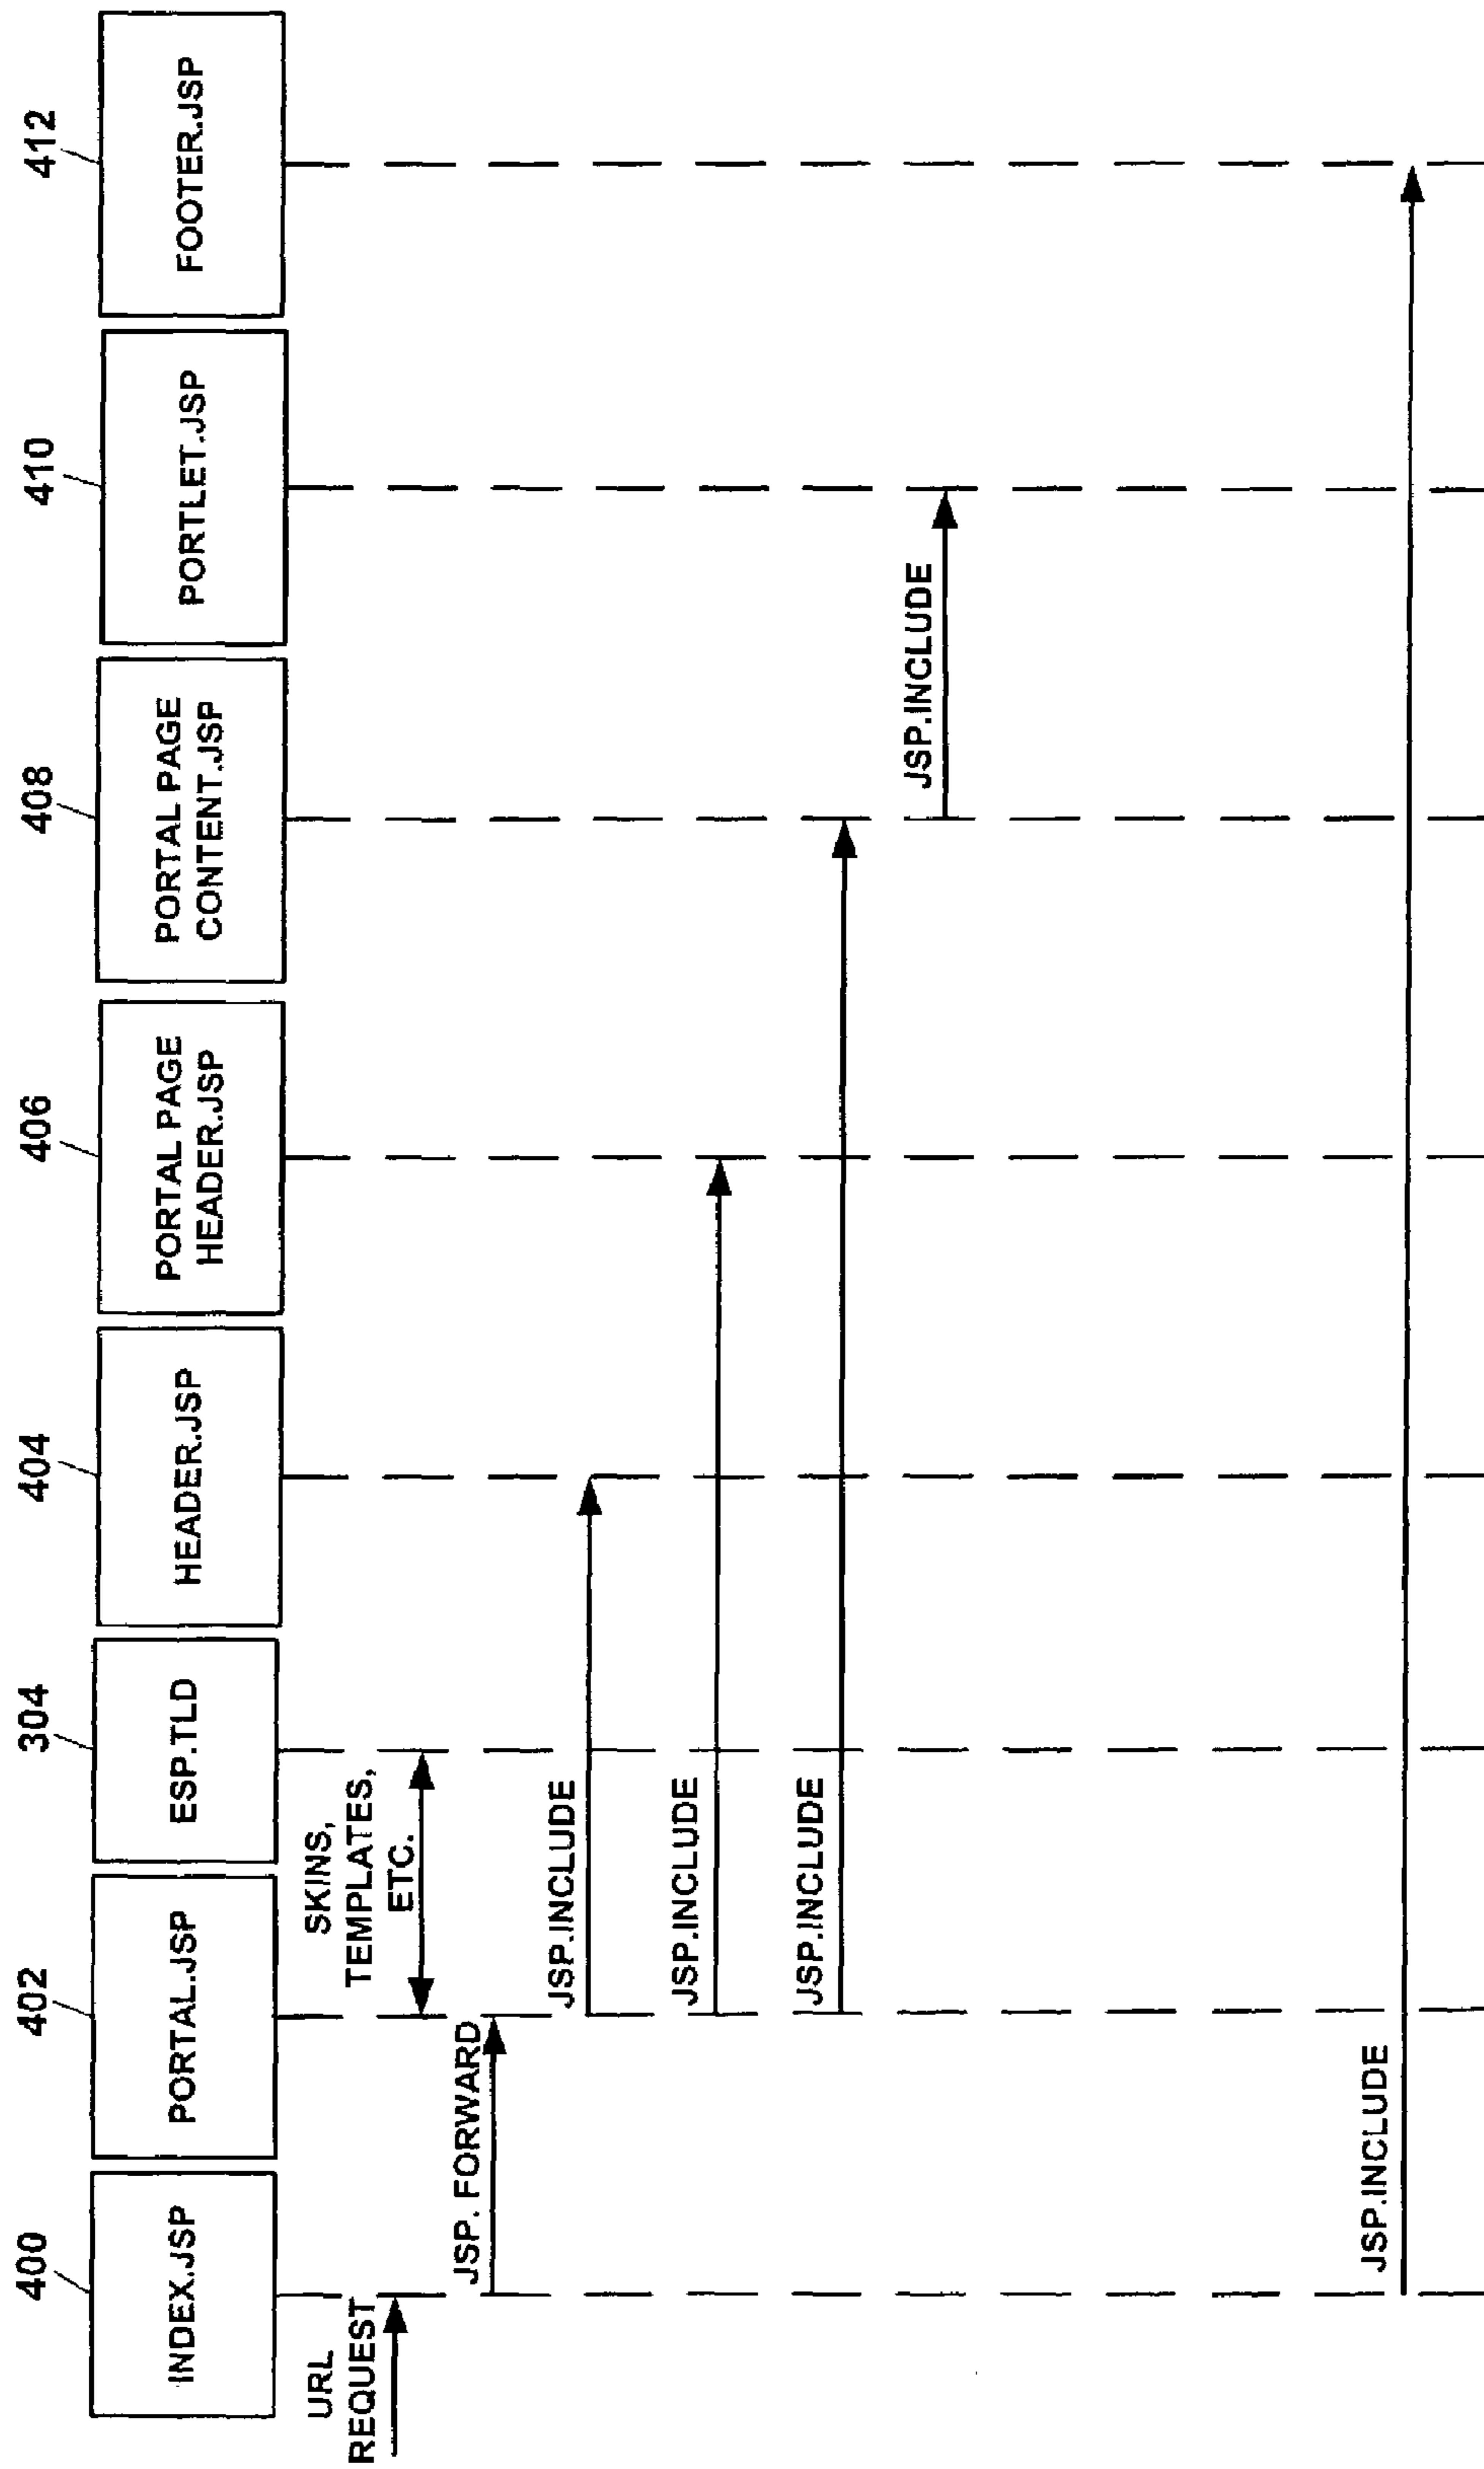 400
402
304
404
406
408
410
412
INDEX.JSP
PORTAL.JSP
ESP.TLD
HEADER.JSP
PORTAL PAGE
HEADER.JSP
PORTAL PAGE
CONTENT.JSP
PORTLET.JSP
FOOTER.JSP
URL
REQUEST
SKINS,
TEMPLATES,
ETC.
JSP. FORWARD
JSP.INCLUDE
JSP.INCLUDE
JSP.INCLUDE
JSP.INCLUDE
JSP.INCLUDE